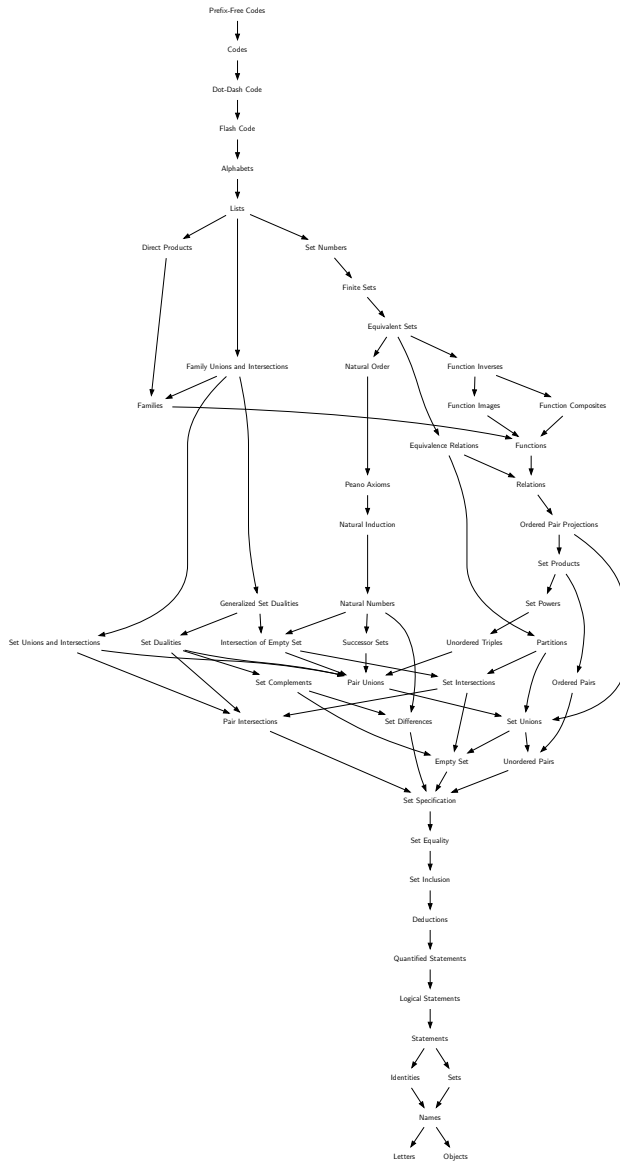 Prefix-Free Codes
Codes
Dot-Dash Code
Flash Code
Alphabets
Lists
Direct Products
Set Numbers
Finite Sets
Equivalent Sets
Family Unions and Intersections
Natural Order
Function Inverses
Families
Function Images
Function Composites
Equivalence Relations
Functions
Peano Axioms
Relations
Natural Induction
Ordered Pair Projections
Set Products
Generalized Set Dualities
Natural Numbers
Set Powers
Set Unions and Intersections
Set Dualities
Intersection of Empty Set
Successor Sets
Unordered Triples
Partitions
Set Complements
Pair Unions
Set Intersections
Ordered Pairs
Pair Intersections
Set Differences
Set Unions
Empty Set
Unordered Pairs
Set Specification
Set Equality
Set Inclusion
Deductions
Quantified Statements
Logical Statements
Statements
Identities
Sets
Names
Letters
Objects